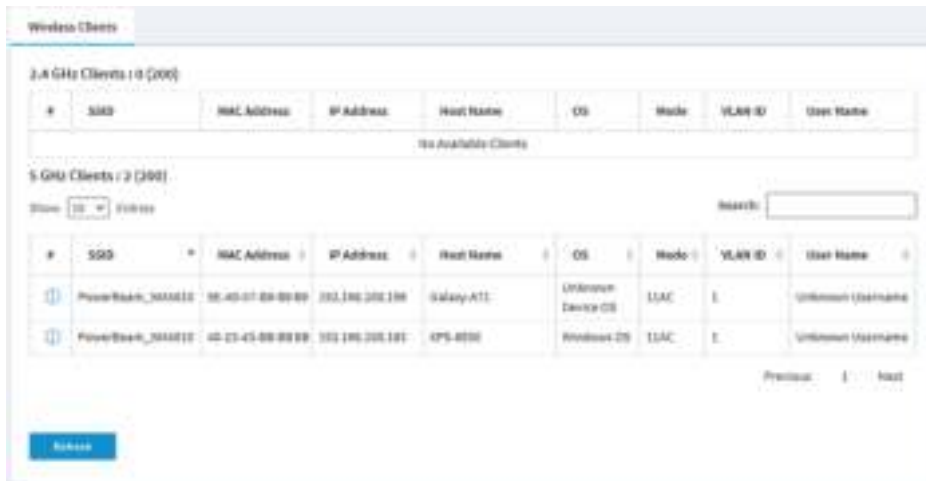 Wireless Clients
2.4 GHz Clients : 0 (200)
# SSID MAC Address IP Address Host Name OS Mode VLAN ID User Name
No Available Clients
5 GHz Clients : 2 (200)
Show 10 Entries
Search:
# SSID MAC Address IP Address Host Name OS Mode VLAN ID User Name
Galaxy-A71 Unknown Device OS 11AC 1 Unknown Username
Windows OS 11AC 1 Unknown Username
Previous 1 Next
Refresh